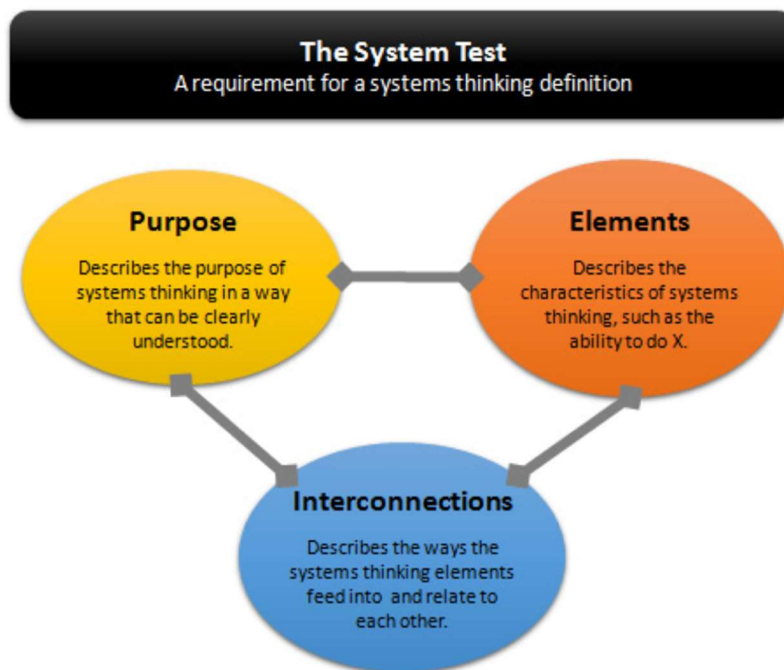 The System Test
A requirement for a systems thinking definition
Purpose
Describes the purpose of
systems thinking in a way
that can be clearly
understood.
Elements
Describes the
characteristics of systems
thinking, such as the
ability to do X.
Interconnections
Describes the ways the
systems thinking elements
feed into and relate to
each other.